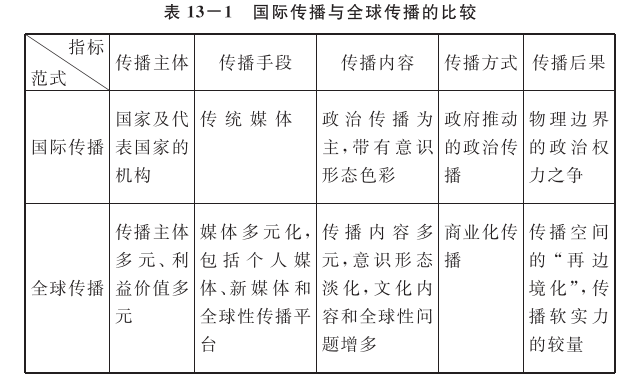 表 13－1　国际传播与全球传播的比较
指标
范式
传播主体
传播手段
传播内容
传播方式
传播后果
国际传播
国家及代
表国家的
机构
传统媒体
政治传播为
主,带有意识
形态色彩
政府推动
的政治传
播
物理边界
的政治权
力之争
全球传播
传播主体
多元、利
益价值多
元
媒体多元化,
包括个人媒
体、新媒体和
全球性传播平
台
传播内容多
元,意识形态
淡化,文化内
容和全球性问
题增多
商业化传
播
传播空间
的“再边
境化”,传
播软实力
的较量